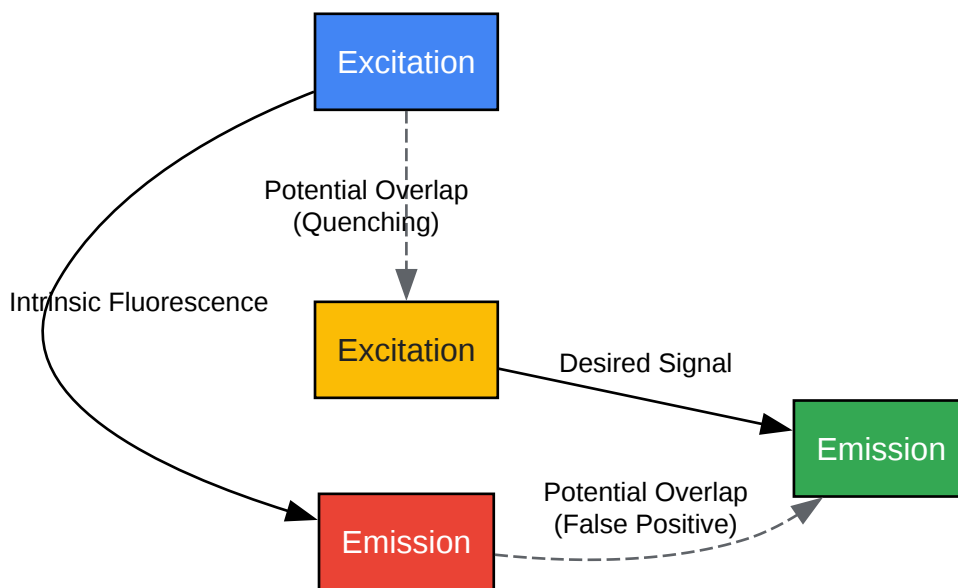 Excitation
Potential Overlap
(Quenching)
Intrinsic Fluorescence
Excitation
Desired Signal
Emission
Potential Overlap
(False Positive)
Emission